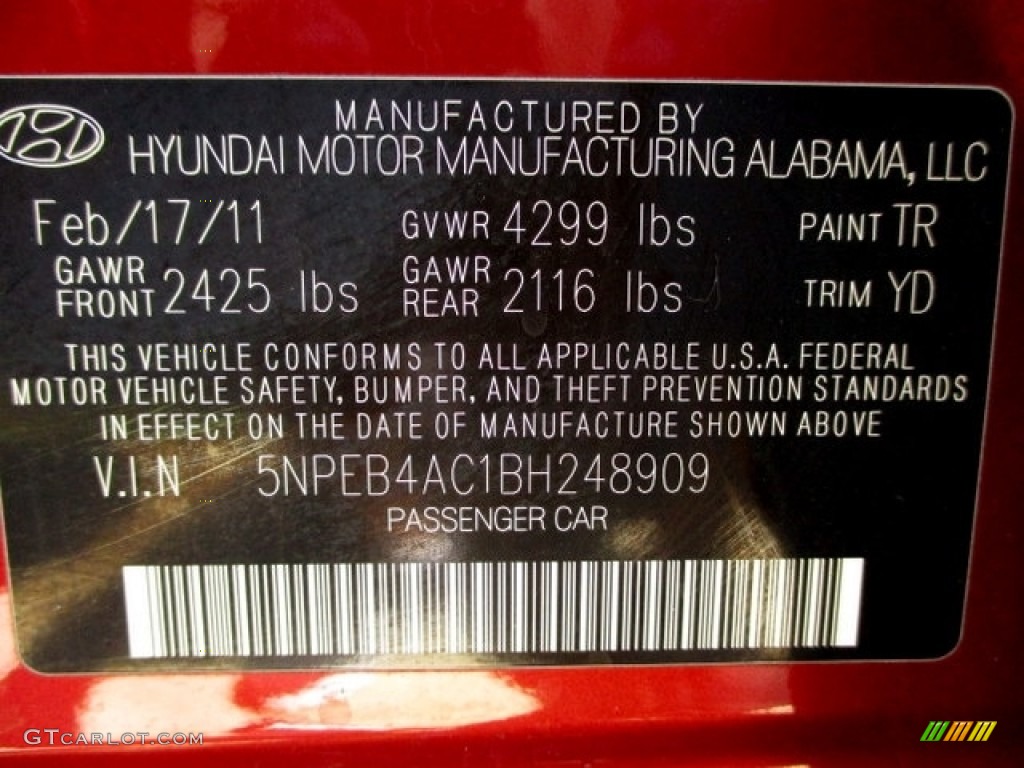 MANUFACTURED BY
HYUNDAI MOTOR MANUFACTURING ALABAMA, LLC
Feb/17/11 GVWR 4299 lbs PAINT TR
GAWR FRONT 2425 lbs GAWR REAR 2116 lbs TRIM YD
THIS VEHICLE CONFORMS TO ALL APPLICABLE U.S.A. FEDERAL
MOTOR VEHICLE SAFETY, BUMPER, AND THEFT PREVENTION STANDARDS
IN EFFECT ON THE DATE OF MANUFACTURE SHOWN ABOVE
V.I.N 5NPEB4AC1BH248909
PASSENGER CAR
GTCARLOT.COM